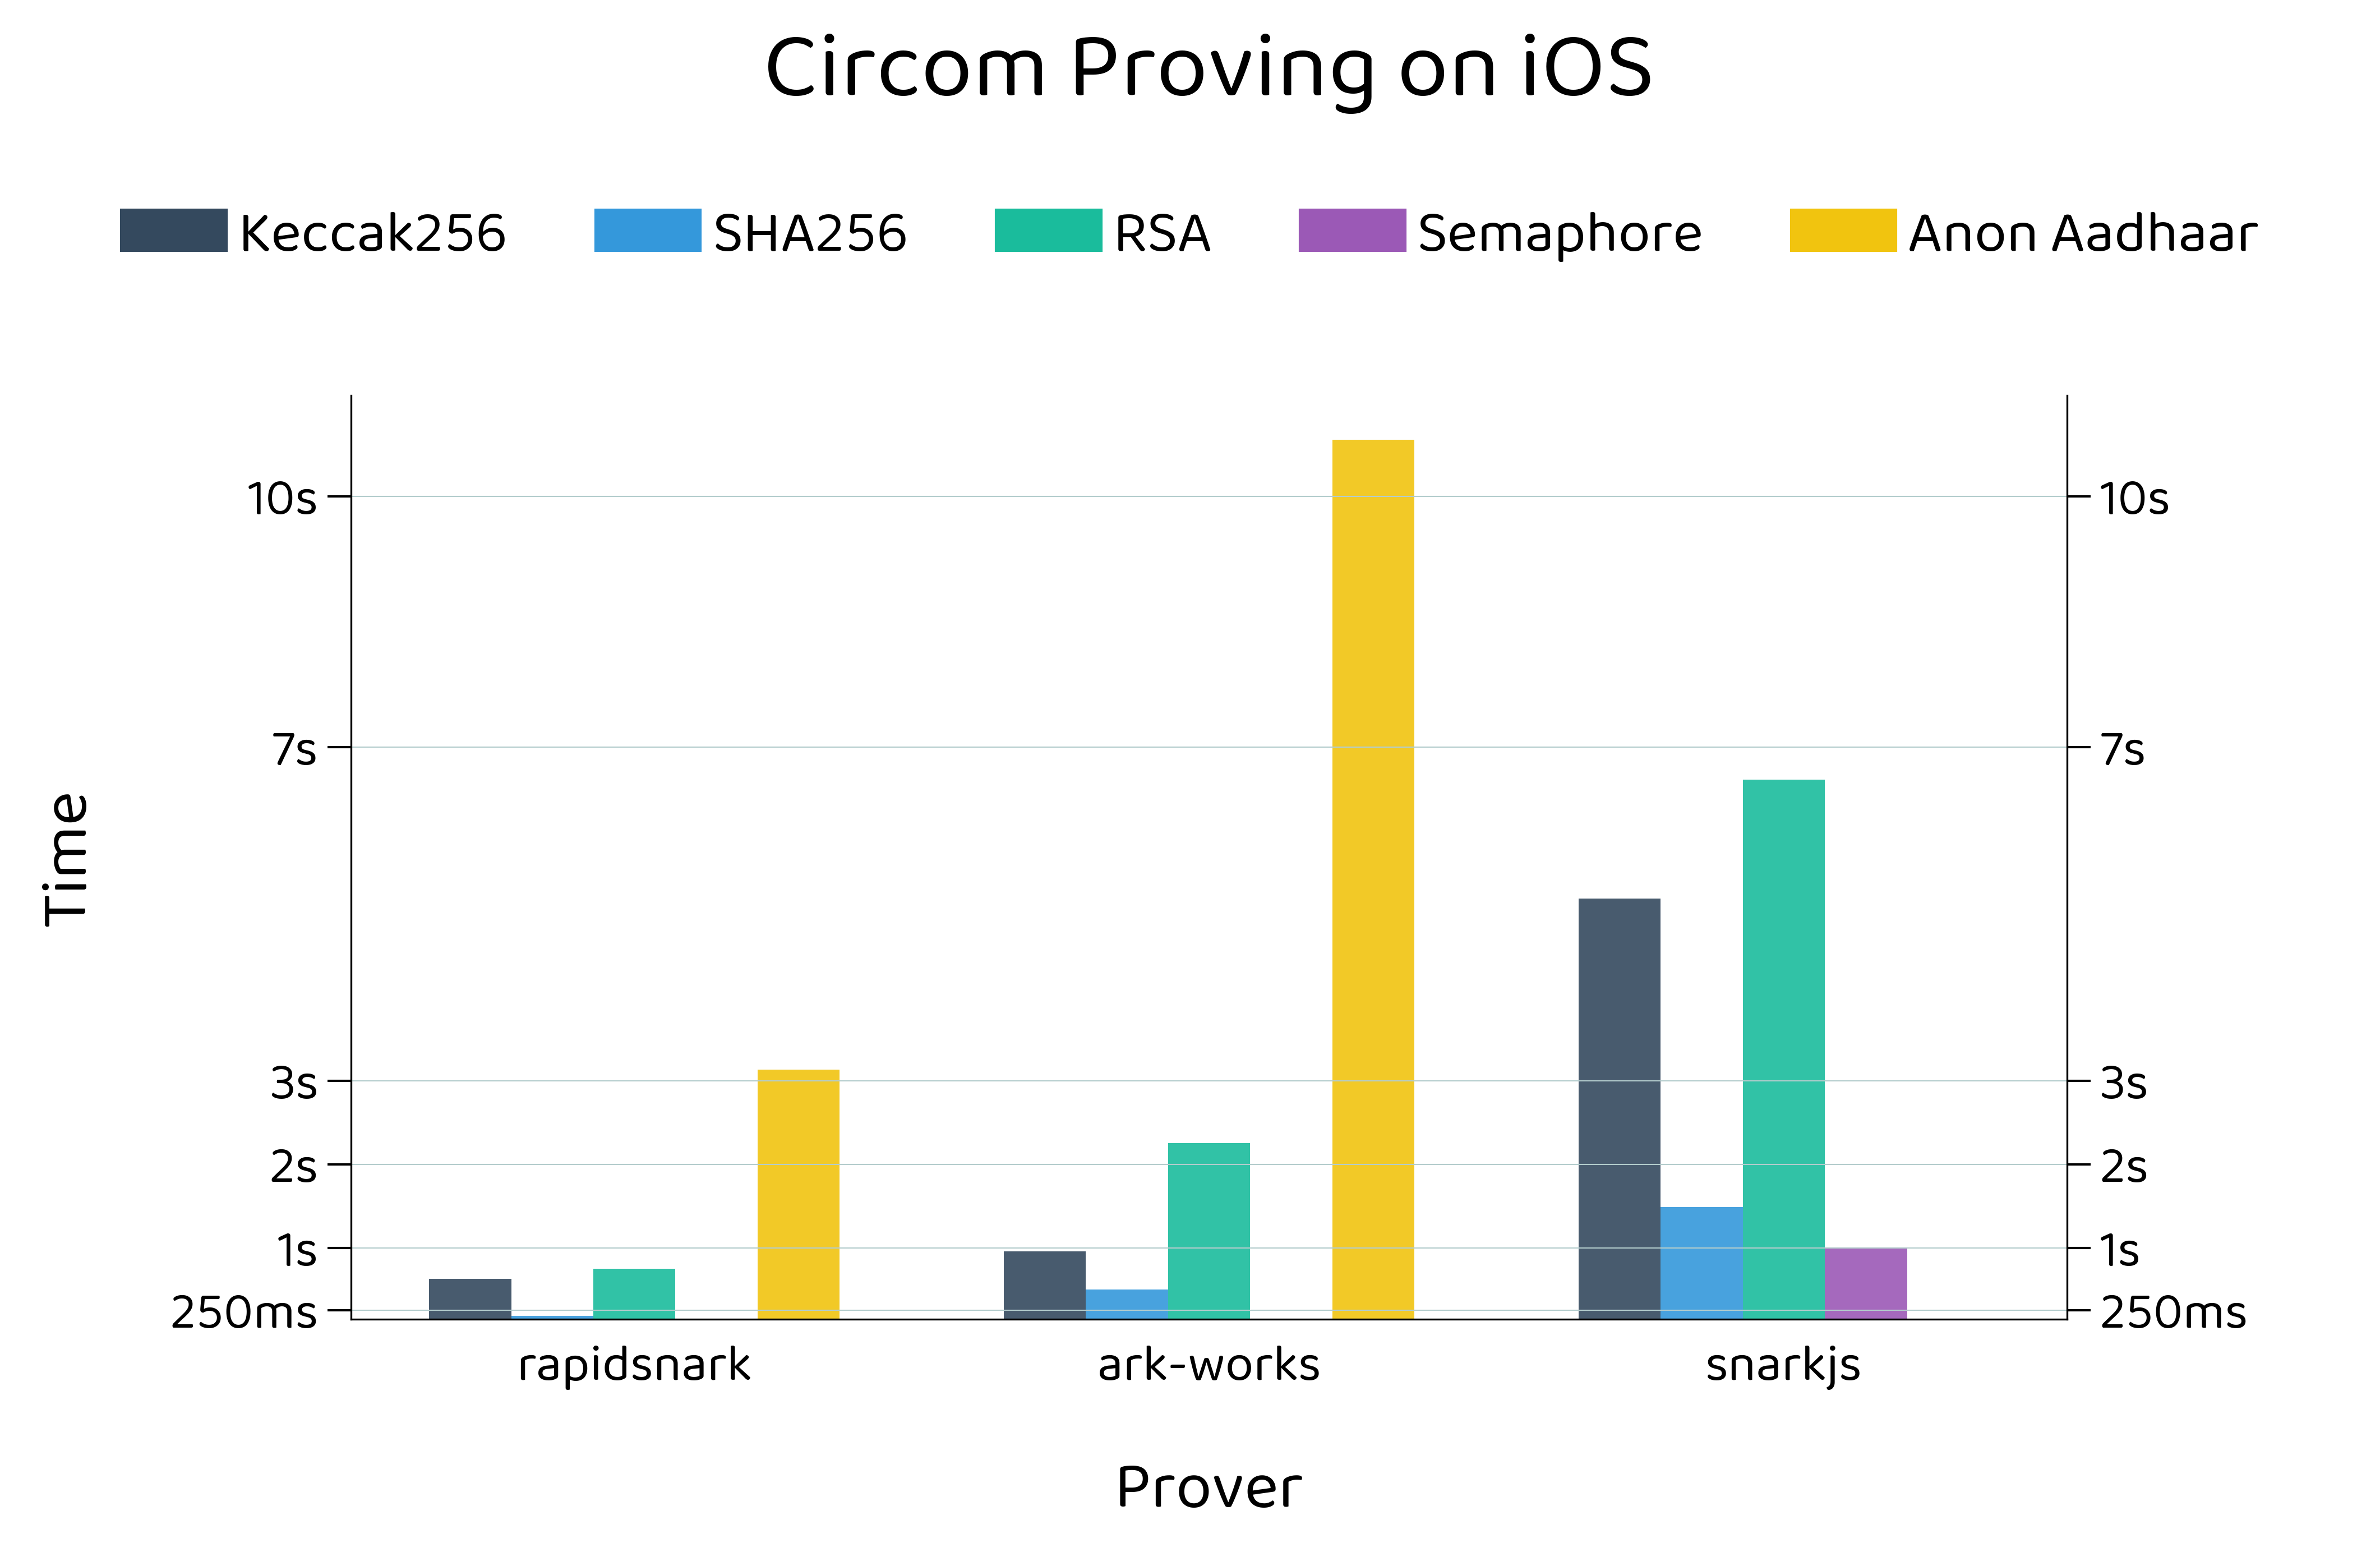 Circom Proving on iOS
Keccak256 SHA256 RSA Semaphore Anon Aadhaar
10s 10s
7s 7s
Time
3s 3s
2s 2s
1s 1s
250ms 250ms
rapidsnark ark-works snarkjs
Prover